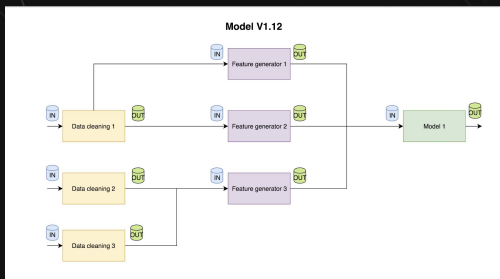 Model V1.12
IN
Feature generator 1
OUT
IN
Data cleaning 1
OUT
IN
Feature generator 2
OUT
IN
Model 1
OUT
IN
Data cleaning 2
OUT
IN
Feature generator 3
OUT
IN
Data cleaning 3
OUT